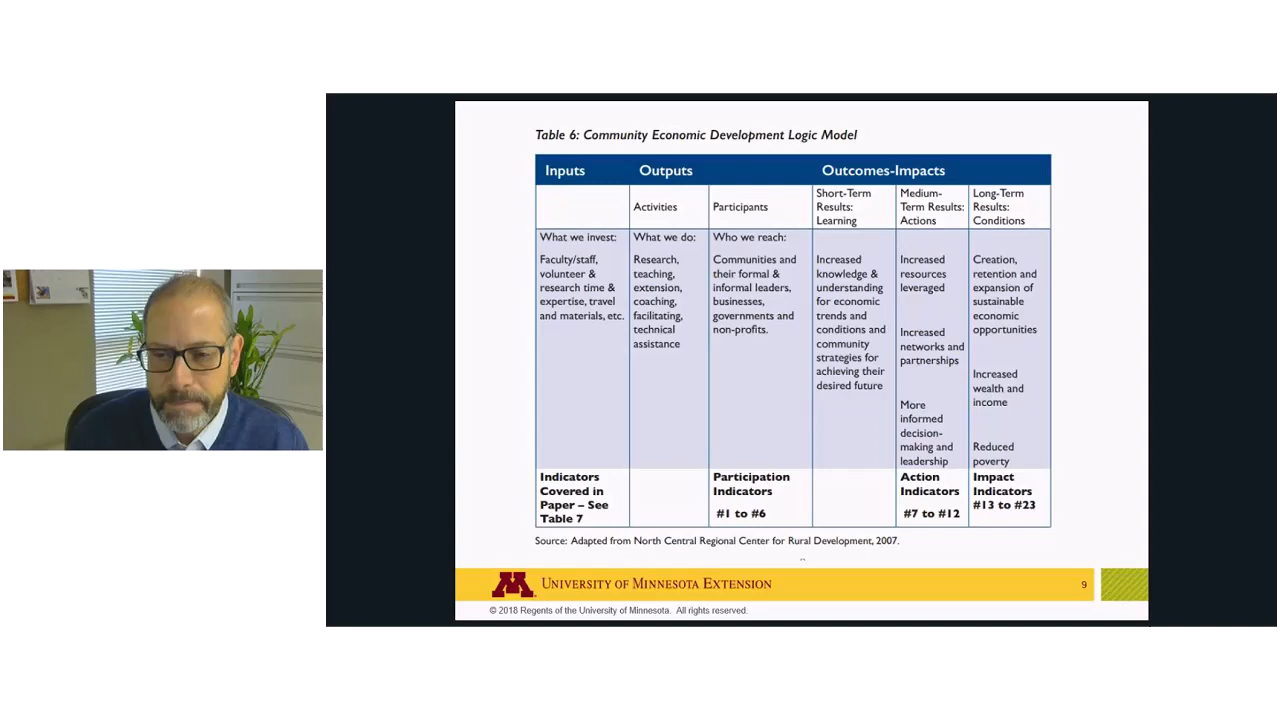 Table 6: Community Economic Development Logic Model
Inputs
Outputs
Outcomes-Impacts
Activities
Participants
Short-Term
Results:
Learning
Medium-
Term Results:
Actions
Long-Term
Results:
Conditions
What we invest:
Faculty/staff,
volunteer &
research time &
expertise, travel
and materials, etc.
What we do:
Research,
teaching,
extension,
coaching,
facilitating,
technical
assistance
Who we reach:
Communities and
their formal &
informal leaders,
businesses,
governments and
non-profits.
Increased
knowledge &
understanding
for economic
trends and
conditions and
community
strategies for
achieving their
desired future
Increased
resources
leveraged
Increased
networks and
partnerships
More
informed
decision-
making and
leadership
Creation,
retention and
expansion of
sustainable
economic
opportunities
Increased
wealth and
income
Reduced
poverty
Indicators
Covered in
Paper – See
Table 7
Participation
Indicators
#1 to #6
Action
Indicators
#7 to #12
Impact
Indicators
#13 to #23
Source: Adapted from North Central Regional Center for Rural Development, 2007.
M University of Minnesota Extension
9
© 2018 Regents of the University of Minnesota. All rights reserved.